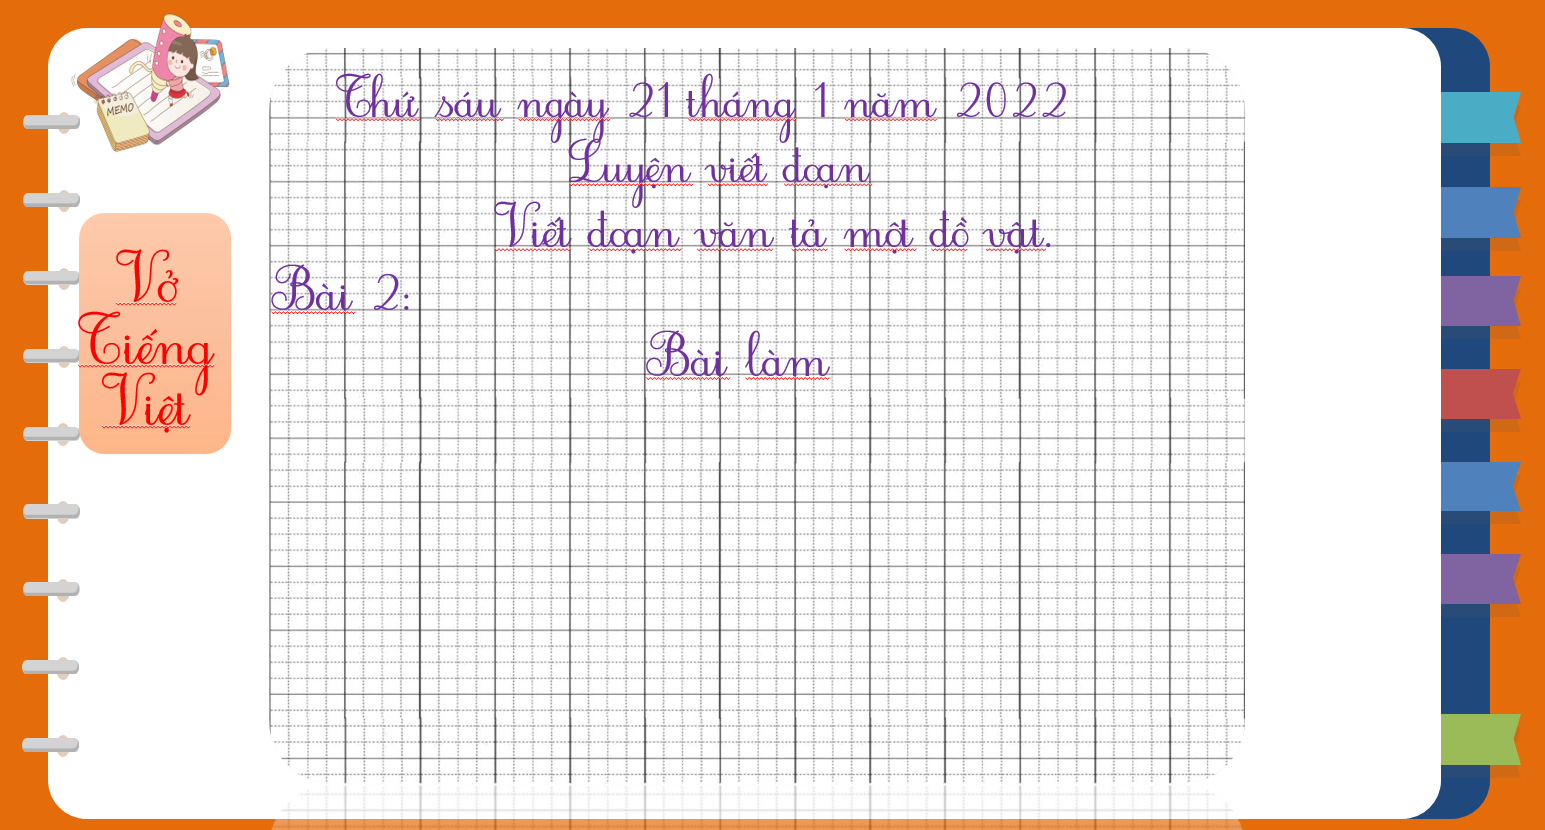 MEMO
Thứ sáu ngày 21 tháng 1 năm 2022
Luyện viết đoạn
Viết đoạn văn tả một đồ vật.
Bài 2:
Bài làm
Vở
Tiếng
Việt